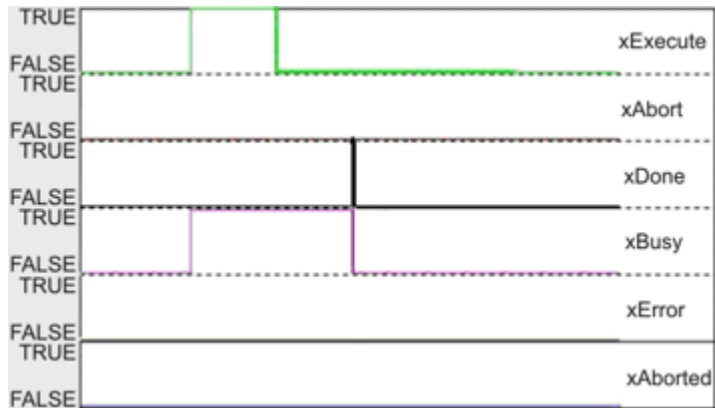 TRUE
xExecute
FALSE
TRUE
xAbort
FALSE
TRUE
xDone
FALSE
TRUE
xBusy
FALSE
TRUE
xError
FALSE
TRUE
xAborted
FALSE